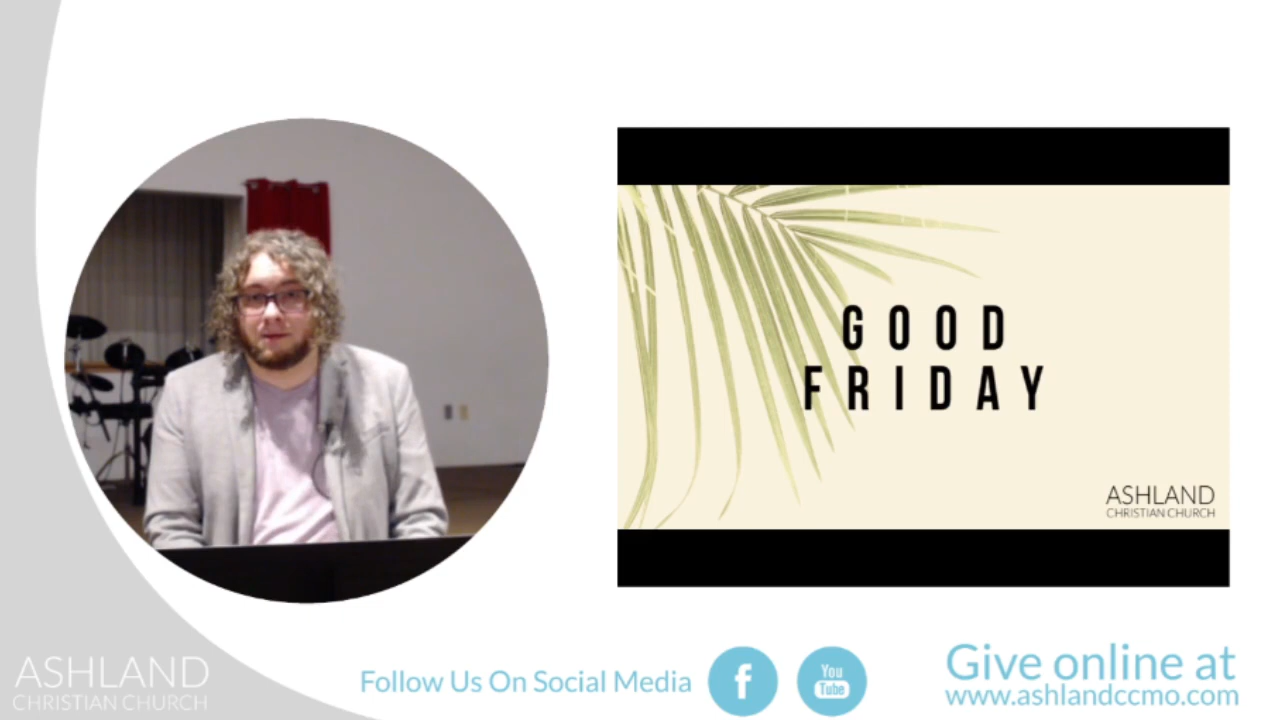 GOOD
FRIDAY
ASHLAND
CHRISTIAN CHURCH
ASHLAND
CHRISTIAN CHURCH
Follow Us On Social Media
f
You
Tube
Give online at
www.ashlandccmo.com